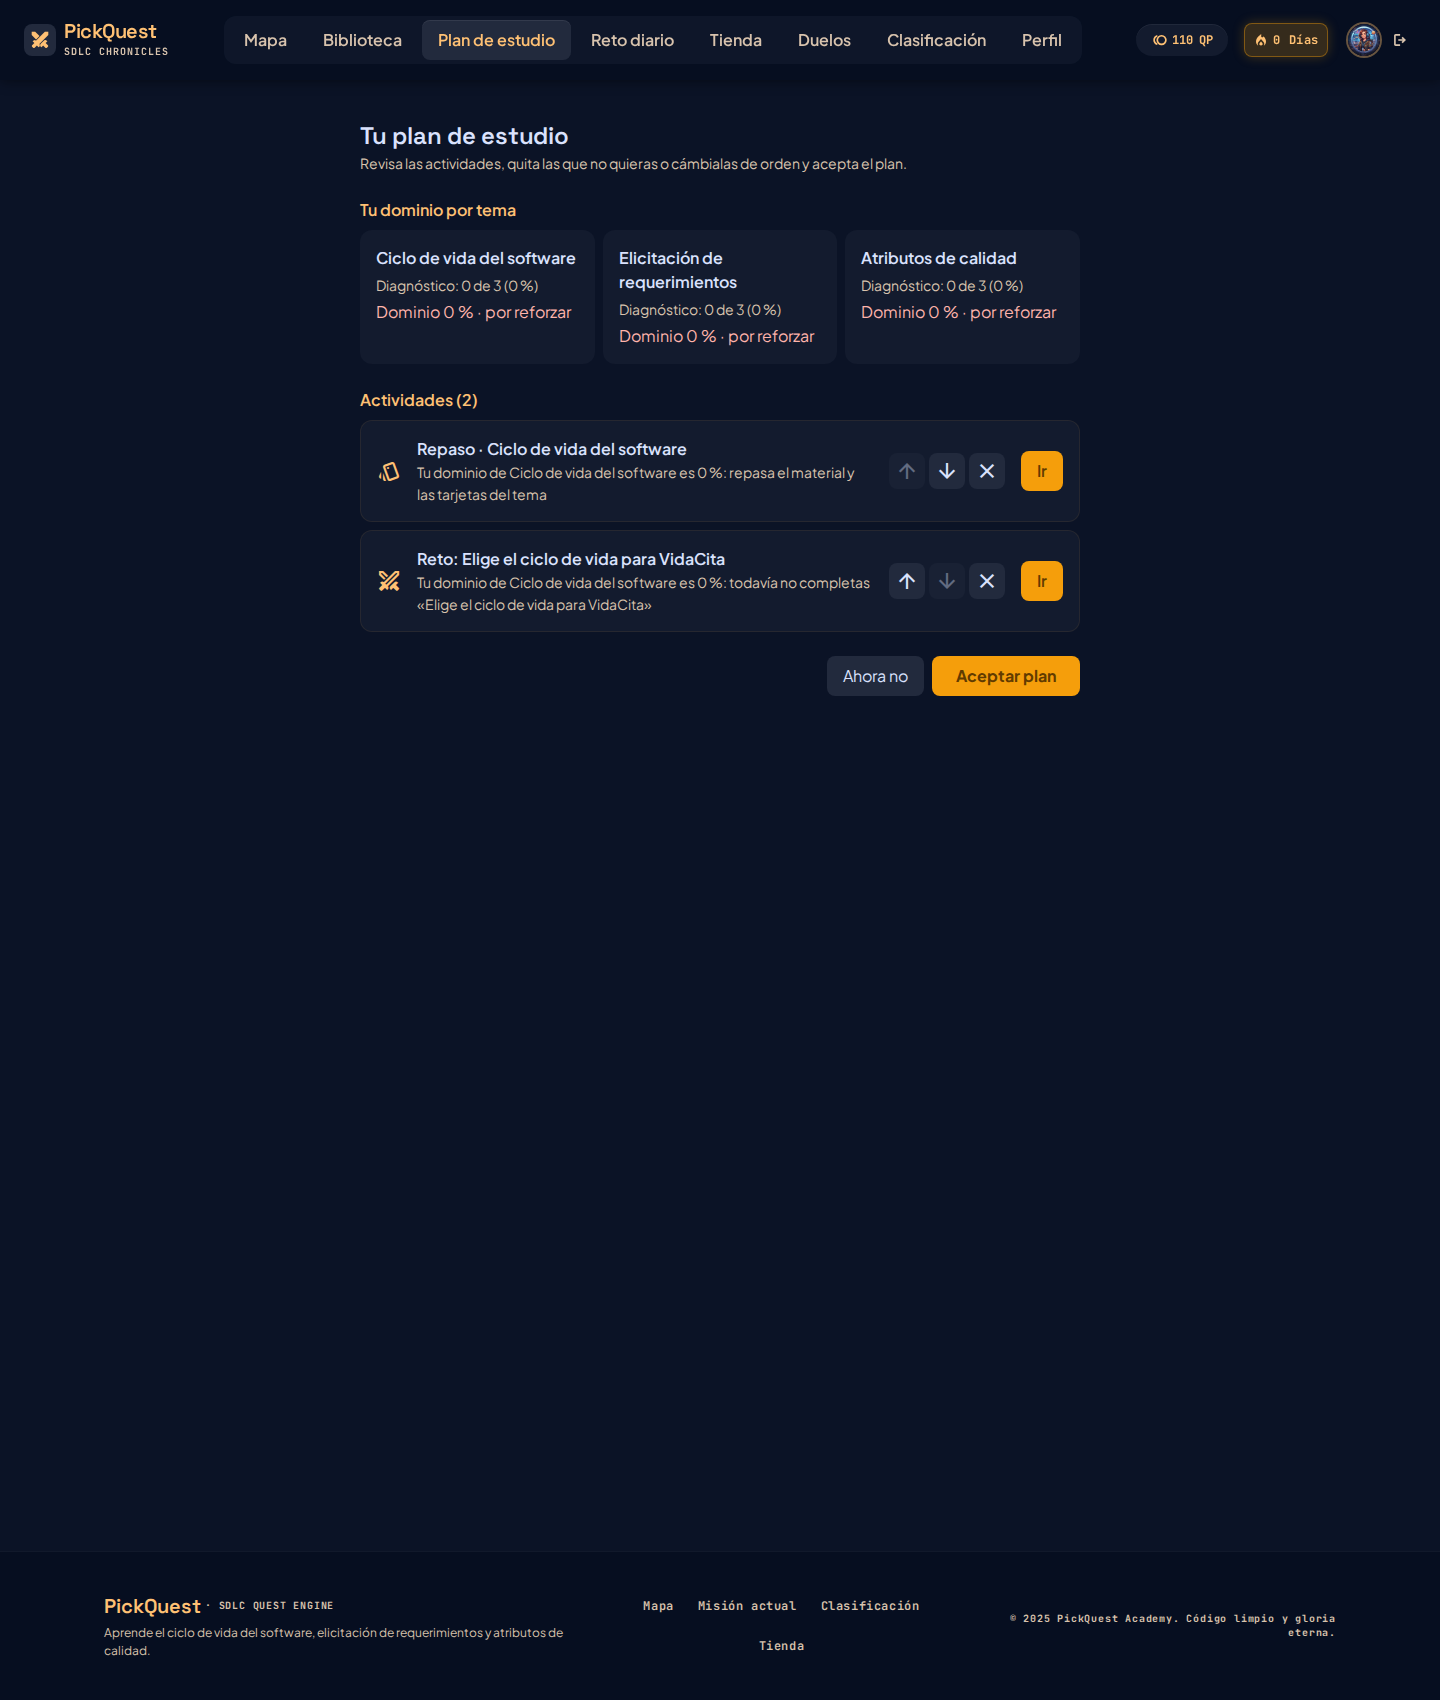 PickQuest
SDLC CHRONICLES
Mapa
Biblioteca
Plan de estudio
Reto diario
Tienda
Duelos
Clasificación
Perfil
110 QP
0 Días
Tu plan de estudio
Revisa las actividades, quita las que no quieras o cámbialas de orden y acepta el plan.
Tu dominio por tema
Ciclo de vida del software
Diagnóstico: 0 de 3 (0 %)
Dominio 0 % · por reforzar
Elicitación de
requerimientos
Diagnóstico: 0 de 3 (0 %)
Dominio 0 % · por reforzar
Atributos de calidad
Diagnóstico: 0 de 3 (0 %)
Dominio 0 % · por reforzar
Actividades (2)
Repaso · Ciclo de vida del software
Tu dominio de Ciclo de vida del software es 0 %: repasa el material y
las tarjetas del tema
Ir
Reto: Elige el ciclo de vida para VidaCita
Tu dominio de Ciclo de vida del software es 0 %: todavía no completas
«Elige el ciclo de vida para VidaCita»
Ir
Ahora no
Aceptar plan
PickQuest · SDLC QUEST ENGINE
Aprende el ciclo de vida del software, elicitación de requerimientos y atributos de
calidad.
Mapa
Misión actual
Clasificación
Tienda
© 2025 PickQuest Academy. Código limpio y gloria
eterna.